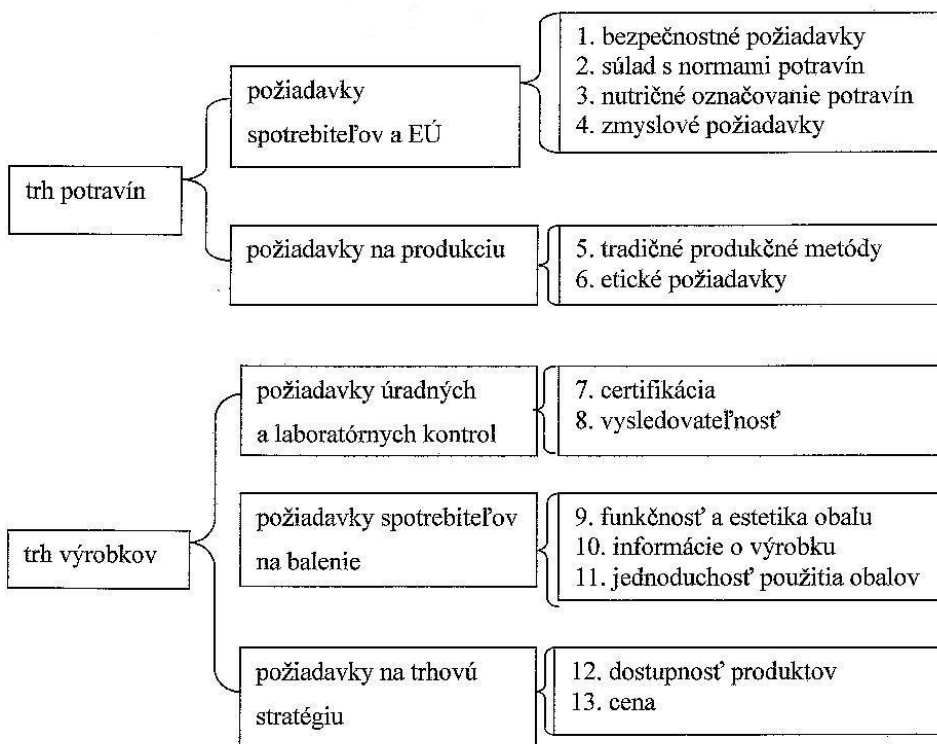 trh potravín
požiadavky
spotrebiteľov a EÚ
1. bezpečnostné požiadavky
2. súlad s normami potravín
3. nutričné označovanie potravín
4. zmyslové požiadavky
požiadavky na produkciu
5. tradičné produkčné metódy
6. etické požiadavky
trh výrobkov
požiadavky úradných
a laboratórnych kontrol
7. certifikácia
8. vysledovateľnosť
požiadavky spotrebiteľov
na balenie
9. funkčnosť a estetika obalu
10. informácie o výrobku
11. jednoduchosť použitia obalov
požiadavky na trhovú
stratégiu
12. dostupnosť produktov
13. cena